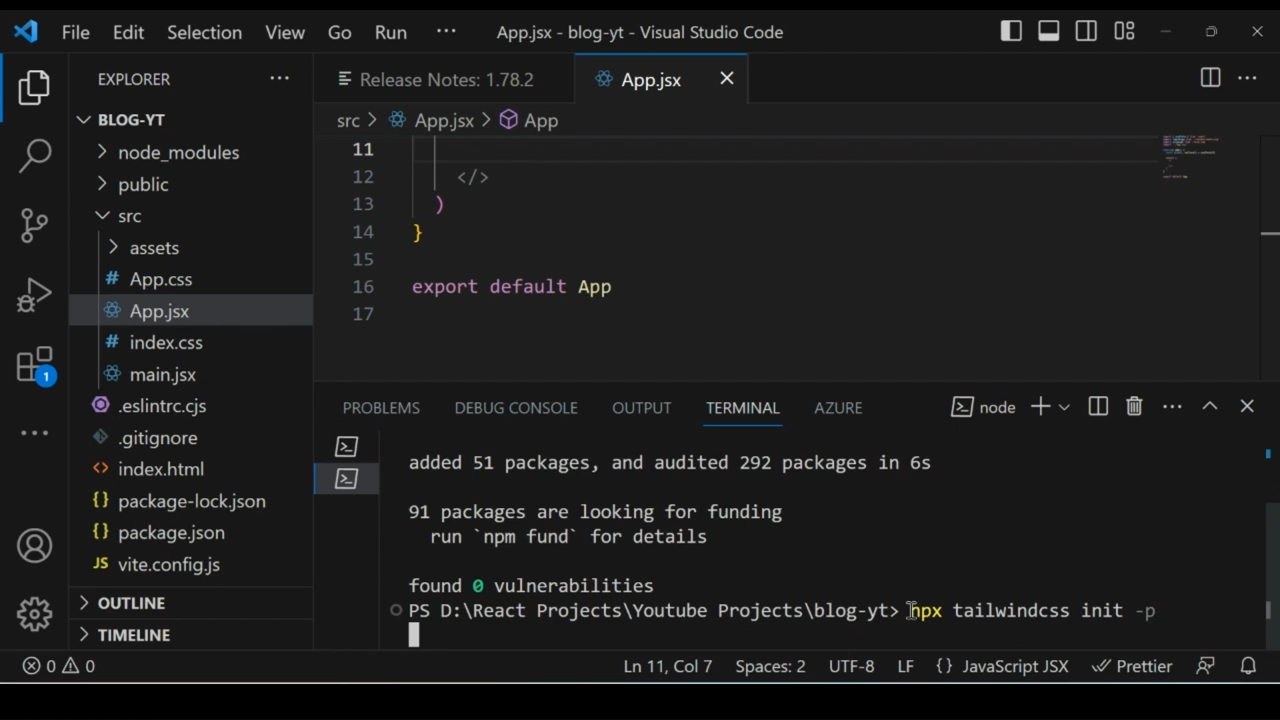 File Edit Selection View Go Run ··· App.jsx - blog-yt - Visual Studio Code
EXPLORER ···
Release Notes: 1.78.2
App.jsx
BLOG-YT
node_modules
public
src
assets
App.css
App.jsx
index.css
main.jsx
.eslintrc.cjs
.gitignore
index.html
package-lock.json
package.json
vite.config.js
OUTLINE
TIMELINE
1
src > App.jsx > App
11
12 </>
13 )
14 }
15
16 export default App
17
PROBLEMS DEBUG CONSOLE OUTPUT TERMINAL AZURE node
added 51 packages, and audited 292 packages in 6s
91 packages are looking for funding
run `npm fund` for details
found 0 vulnerabilities
PS D:\React Projects\Youtube Projects\blog-yt> npx tailwindcss init -p
0 0 Ln 11, Col 7 Spaces: 2 UTF-8 LF {} JavaScript JSX Prettier